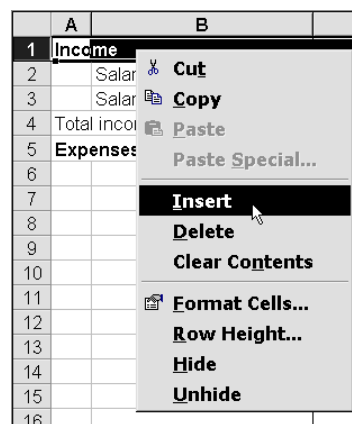 A B
1 Income
2 Salar
3 Salar
4 Total incor
5 Expenses
6
7
8
9
10
11
12
13
14
15
16
Cut
Copy
Paste
Paste Special...
Insert
Delete
Clear Contents
Format Cells...
Row Height...
Hide
Unhide